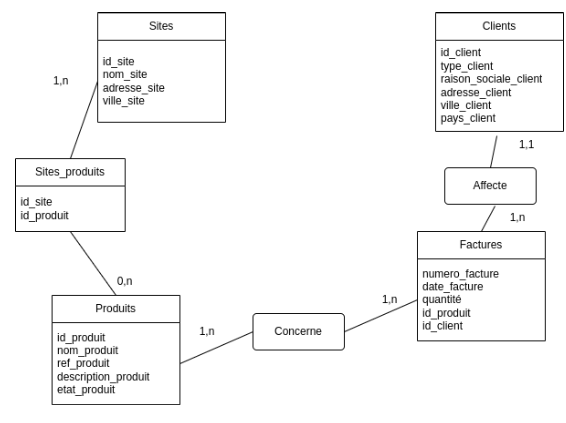 Sites
id_site
nom_site
adresse_site
ville_site
Clients
id_client
type_client
raison_sociale_client
adresse_client
ville_client
pays_client
1,n
1,1
Sites_produits
id_site
id_produit
Affecte
1,n
Factures
numero_facture
date_facture
quantité
id_produit
id_client
0,n
Produits
id_produit
nom_produit
ref_produit
description_produit
etat_produit
1,n
Concerne
1,n